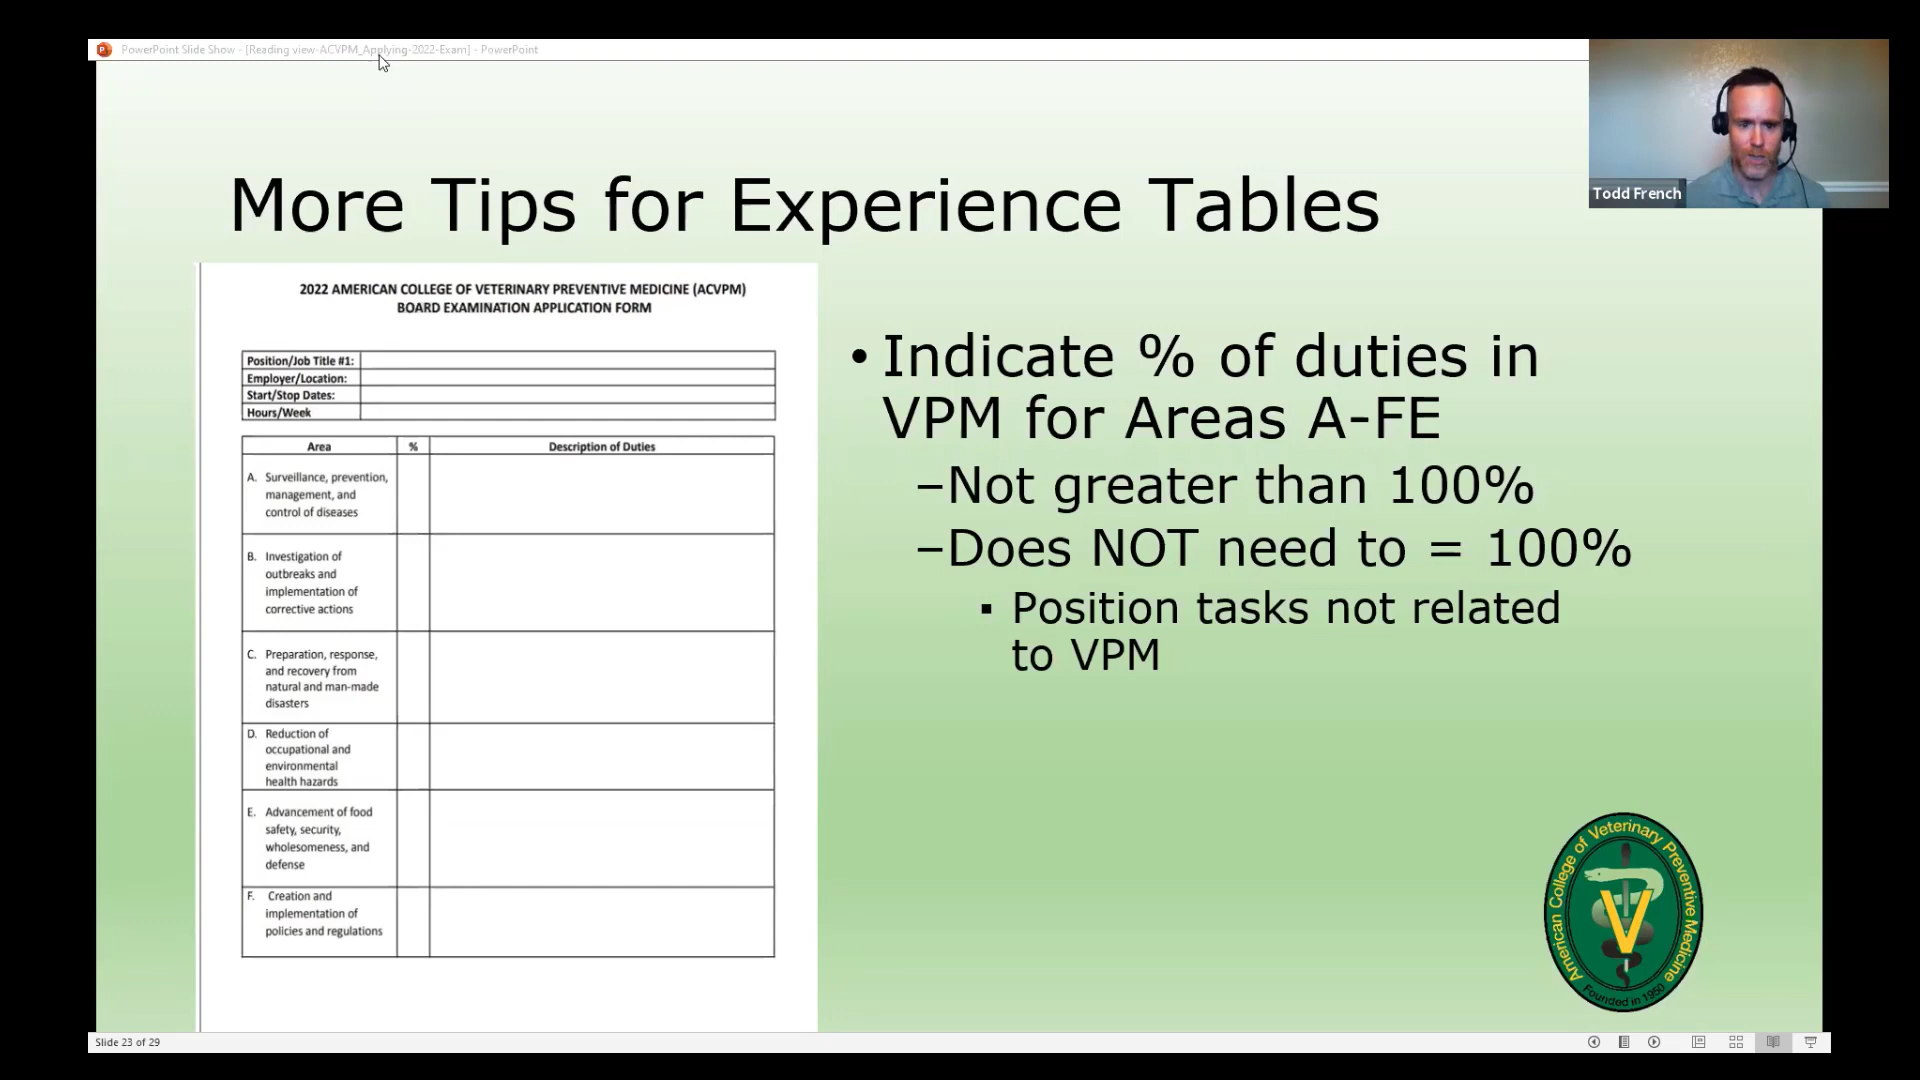 PowerPoint Slide Show - [Reading view-ACVPM_Applying-2022-Exam] - PowerPoint
Todd French
More Tips for Experience Tables
2022 AMERICAN COLLEGE OF VETERINARY PREVENTIVE MEDICINE (ACVPM)
BOARD EXAMINATION APPLICATION FORM
Position/Job Title #1:
Employer/Location:
Start/Stop Dates:
Hours/Week
Area % Description of Duties
A. Surveillance, prevention,
management, and
control of diseases
B. Investigation of
outbreaks and
implementation of
corrective actions
C. Preparation, response,
and recovery from
natural and man-made
disasters
D. Reduction of
occupational and
environmental
health hazards
E. Advancement of food
safety, security,
wholesomeness, and
defense
F. Creation and
implementation of
policies and regulations
• Indicate % of duties in
VPM for Areas A-FE
–Not greater than 100%
–Does NOT need to = 100%
▪ Position tasks not related
to VPM
American College of Veterinary Preventive Medicine
V
Founded in 1950
Slide 23 of 29